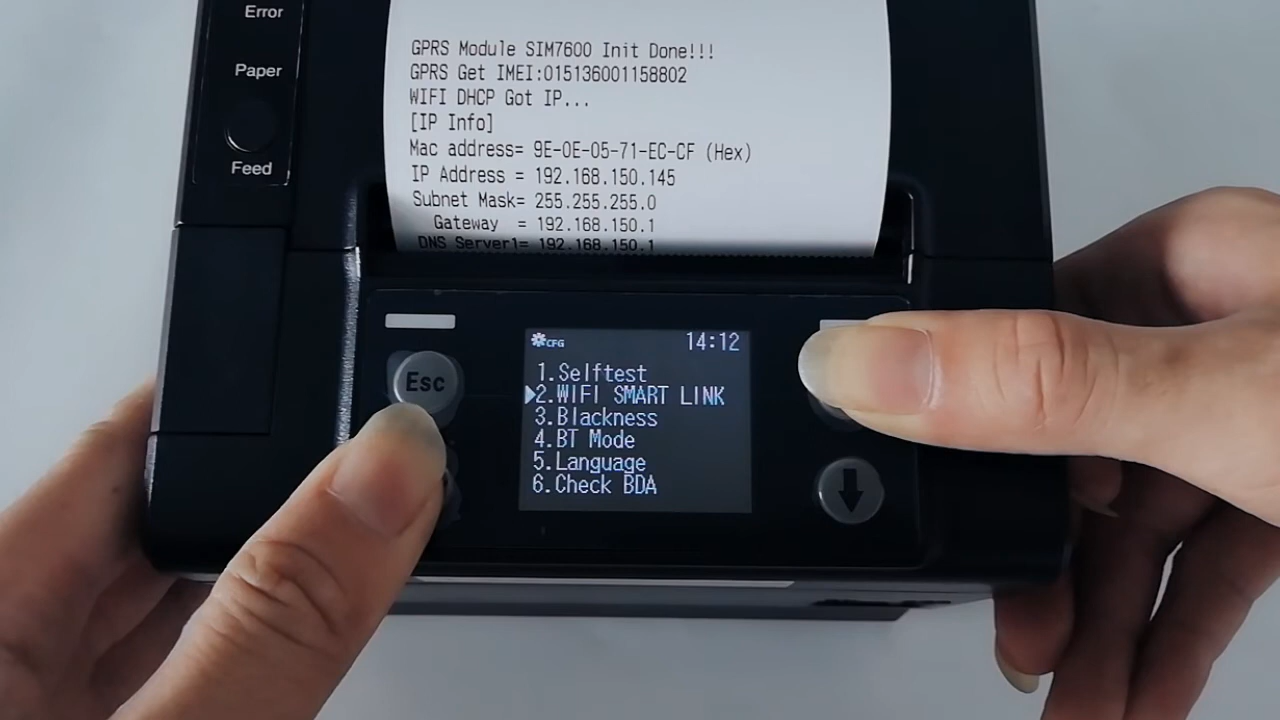 Error
Paper
Feed
GPRS Module SIM7600 Init Done!!!
GPRS Get IMEI:015136001158802
WIFI DHCP Got IP...
[IP Info]
Mac address= 9E-0E-05-71-EC-CF (Hex)
IP Address = 192.168.150.145
Subnet Mask= 255.255.255.0
Gateway = 192.168.150.1
DNS Server1= 192.168.150.1
Esc
CFG 14:12
1.Selftest
2.WIFI SMART LINK
3.Blackness
4.BT Mode
5.Language
6.Check BDA